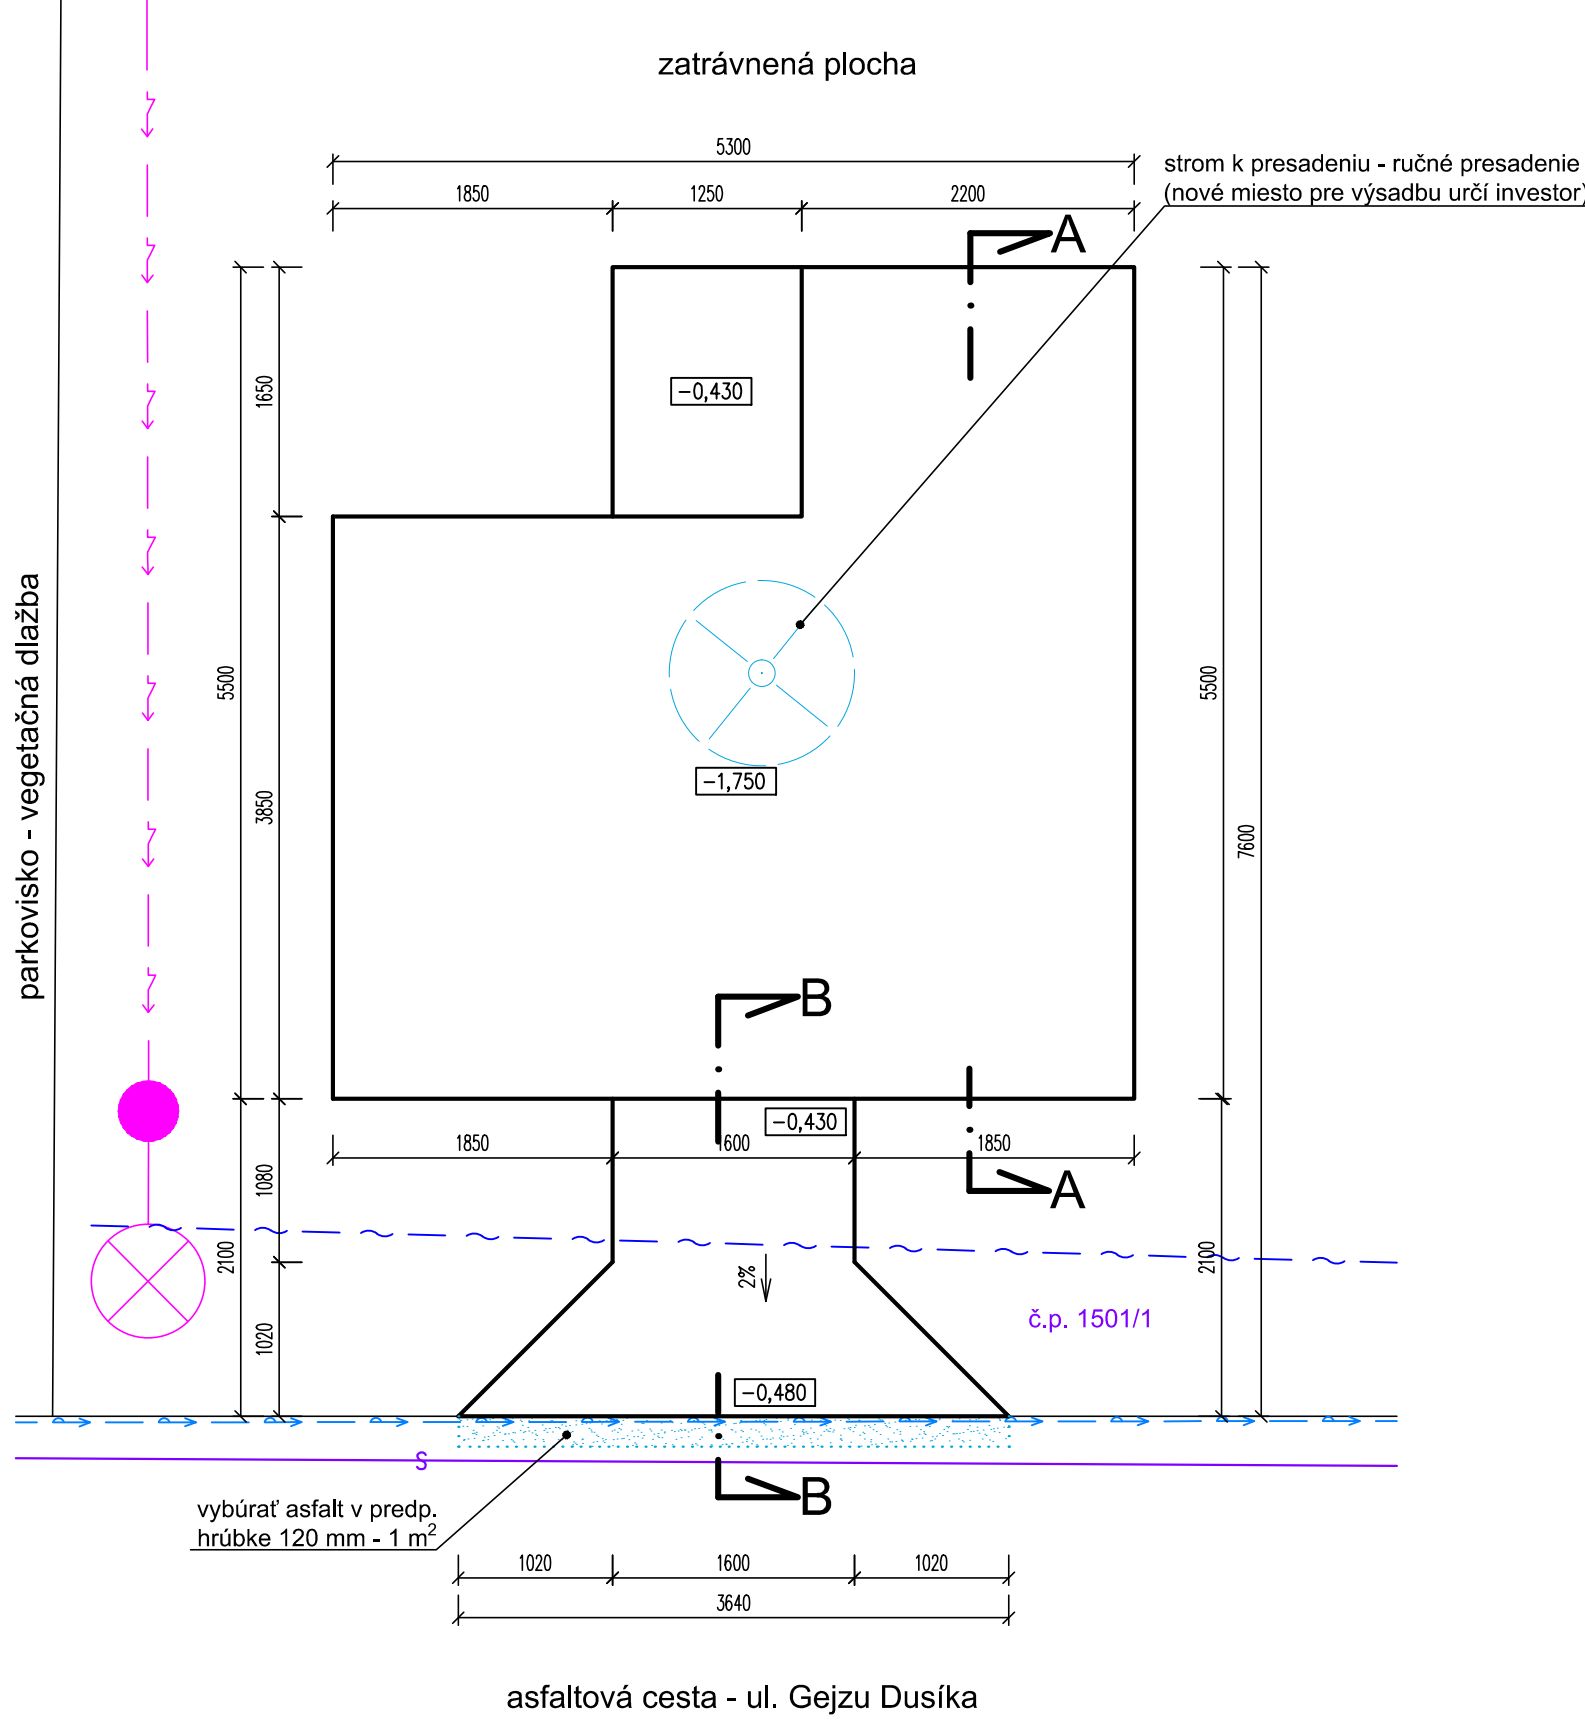 zatrávnená plocha
5300
strom k presadeniu - ručné presadenie
(nové miesto pre výsadbu určí investor)
1850
1250
2200
A
1650
-0,430
parkovisko - vegetačná dlažba
5500
5500
3850
-1,750
7600
B
-0,430
1850
1600
1850
1080
A
2100
2100
2%
č.p. 1501/1
1020
-0,480
S
B
vybúrať asfalt v predp.
hrúbke 120 mm - 1 m²
1020
1600
1020
3640
asfaltová cesta - ul. Gejzu Dusíka